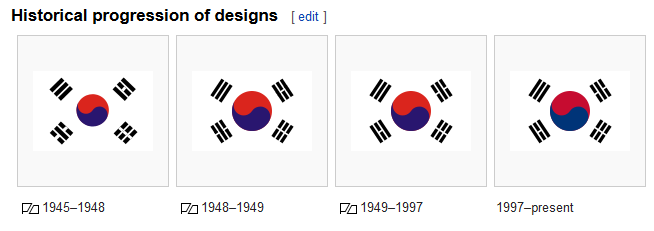 Historical progression of designs [ edit ]
1945–1948 1948–1949 1949–1997 1997–present